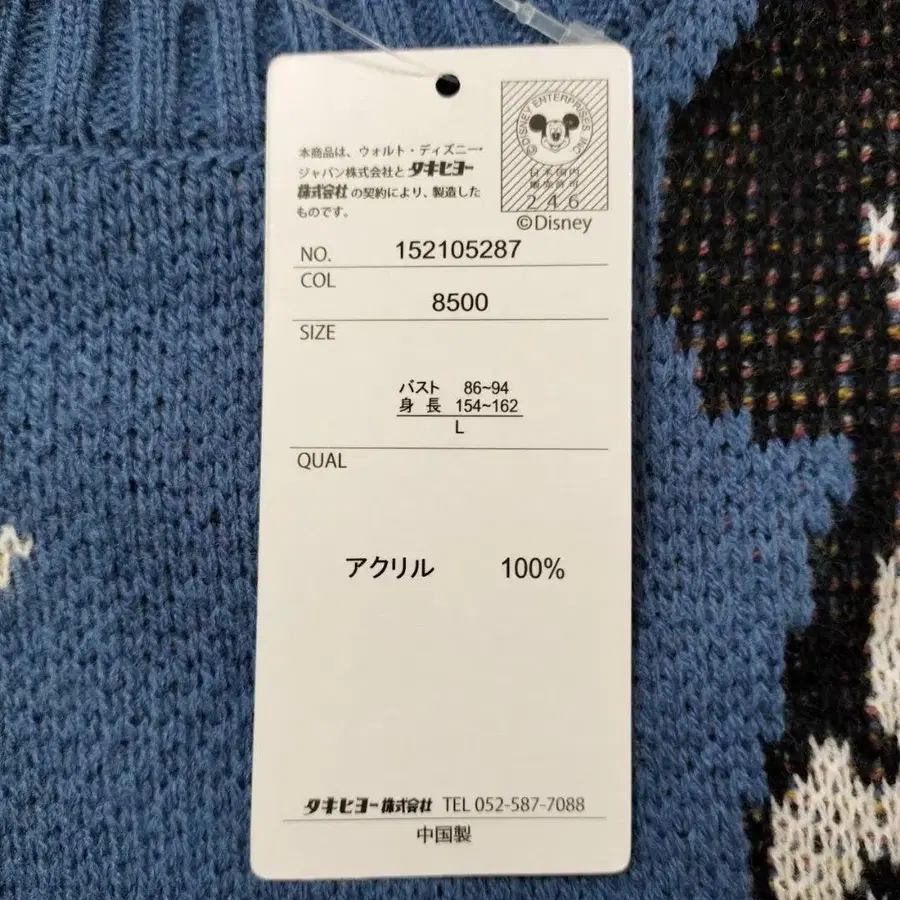 本商品は、ウォルト・ディズニー・
ジャパン株式会社と タキヒヨー
株式会社 の契約により、製造した
ものです。
©DISNEY ENTERPRISES, INC
日本国内
販売許可
246
©Disney
NO. 152105287
COL
8500
SIZE
バスト 86~94
身長 154~162
L
QUAL
アクリル 100%
タキヒヨー株式会社 TEL 052-587-7088
中国製